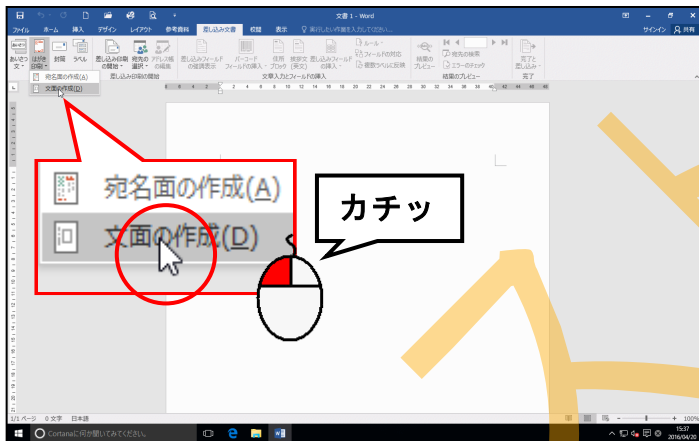 文書 1 - Word
ファイル ホーム 挿入 デザイン レイアウト 参考資料 差し込み文書 校閲 表示 実行したい作業を入力してください... サインイン 共有
あいさつ文 はがき印刷 封筒 ラベル 差し込み印刷の開始 宛先の選択 アドレス帳の編集 差し込みフィールドの強調表示 バーコードフィールドの挿入 住所ブロック 挨拶文(英文) 差し込みフィールドの挿入 ルール フィールドの対応 複数ラベルに反映 結果のプレビュー 宛先の検索 エラーのチェック 完了と差し込み
差し込み印刷の開始 文章入力とフィールドの挿入 結果のプレビュー 完了
宛名面の作成(A)
文面の作成(D)
宛名面の作成(A)
文面の作成(D)
カチッ
1/1 ページ 0 文字 日本語 100%
Cortanaに何か聞いてみてください。
15:37
2016/04/20